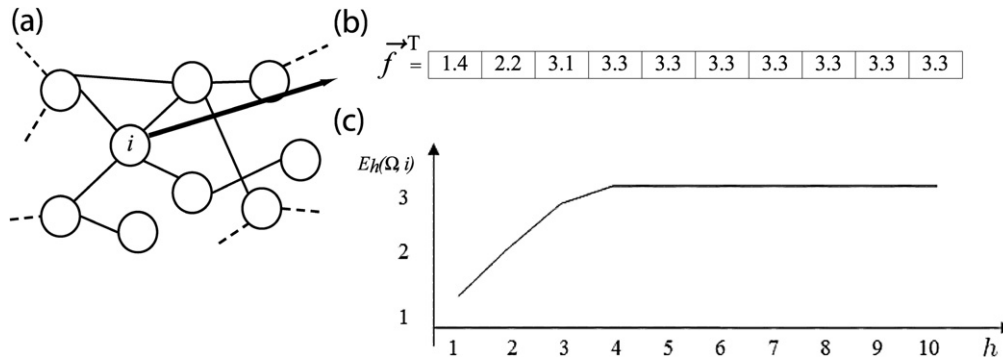 (a)
i
(b)
f T = 1.4 2.2 3.1 3.3 3.3 3.3 3.3 3.3 3.3 3.3
(c)
Eh(Ω,i)
3
2
1
1 2 3 4 5 6 7 8 9 10 h